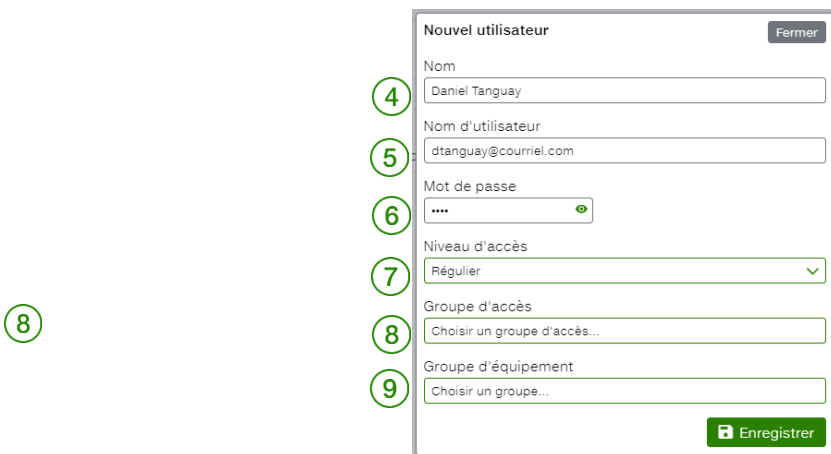 Nouvel utilisateur Fermer
Nom
4 Daniel Tanguay
Nom d'utilisateur
5 dtanguay@courriel.com
Mot de passe
6 ····
Niveau d'accès
7 Régulier
Groupe d'accès
8 8 Choisir un groupe d'accès...
Groupe d'équipement
9 Choisir un groupe...
Enregistrer